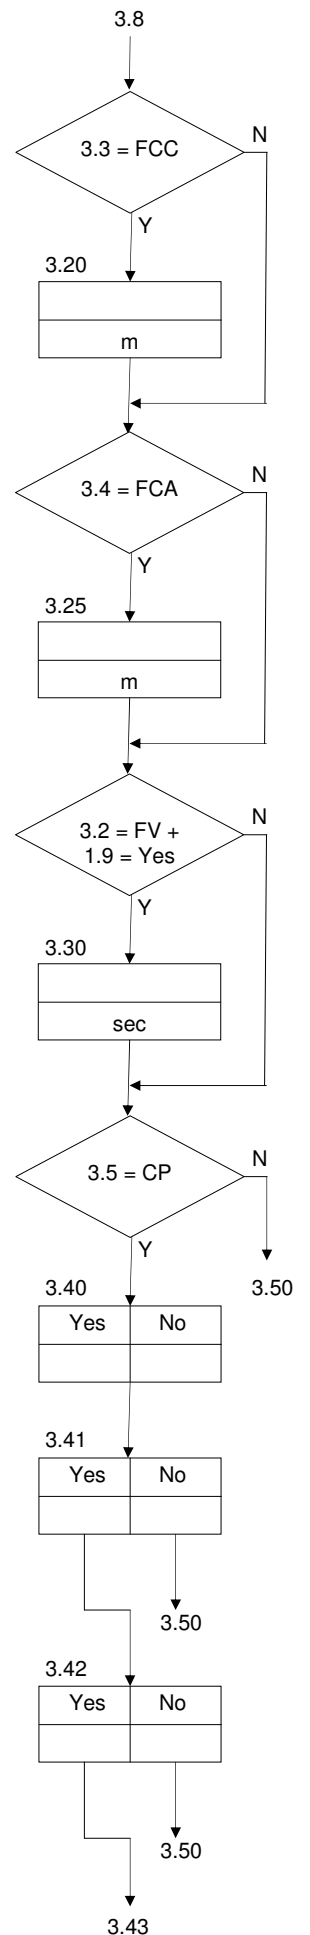 3.8
3.3 = FCC
N
Y
3.20
m
3.4 = FCA
N
Y
3.25
m
3.2 = FV +
1.9 = Yes
N
Y
3.30
sec
3.5 = CP
N
Y
3.50
3.40
Yes No
3.41
Yes No
3.50
3.42
Yes No
3.50
3.43